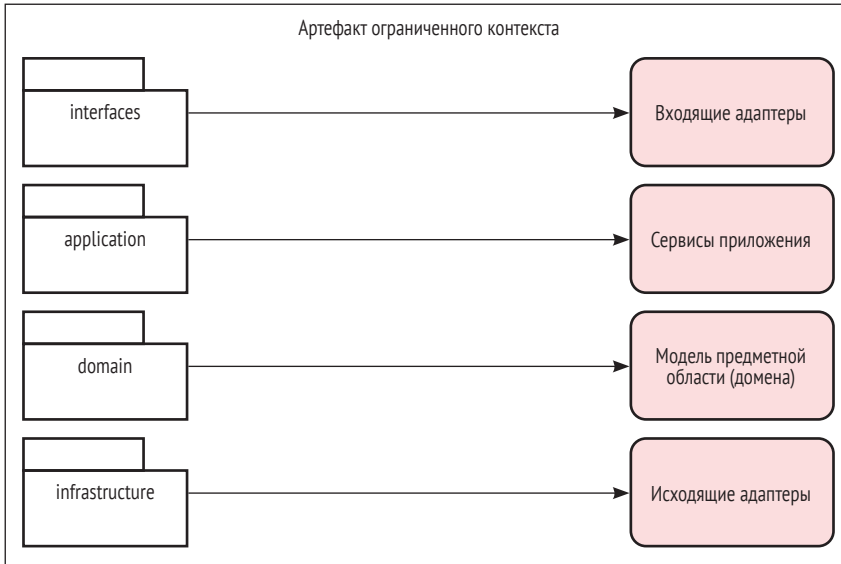 Артефакт ограниченного контекста
interfaces
Входящие адаптеры
application
Сервисы приложения
domain
Модель предметной
области (домена)
infrastructure
Исходящие адаптеры